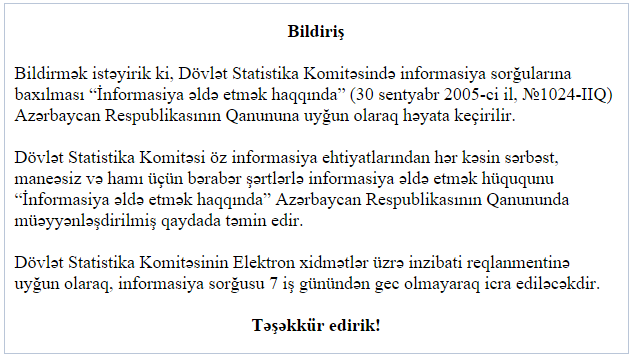 Bildiriş
Bildirmək istəyirik ki, Dövlət Statistika Komitəsində informasiya sorğularına
baxılması “İnformasiya əldə etmək haqqında” (30 sentyabr 2005-ci il, №1024-IIQ)
Azərbaycan Respublikasının Qanununa uyğun olaraq həyata keçirilir.
Dövlət Statistika Komitəsi öz informasiya ehtiyatlarından hər kəsin sərbəst,
maneəsiz və hamı üçün bərabər şərtlərlə informasiya əldə etmək hüququnu
“İnformasiya əldə etmək haqqında” Azərbaycan Respublikasının Qanununda
müəyyənləşdirilmiş qaydada təmin edir.
Dövlət Statistika Komitəsinin Elektron xidmətlər üzrə inzibati reqlanmentinə
uyğun olaraq, informasiya sorğusu 7 iş günündən gec olmayaraq icra ediləcəkdir.
Təşəkkür edirik!